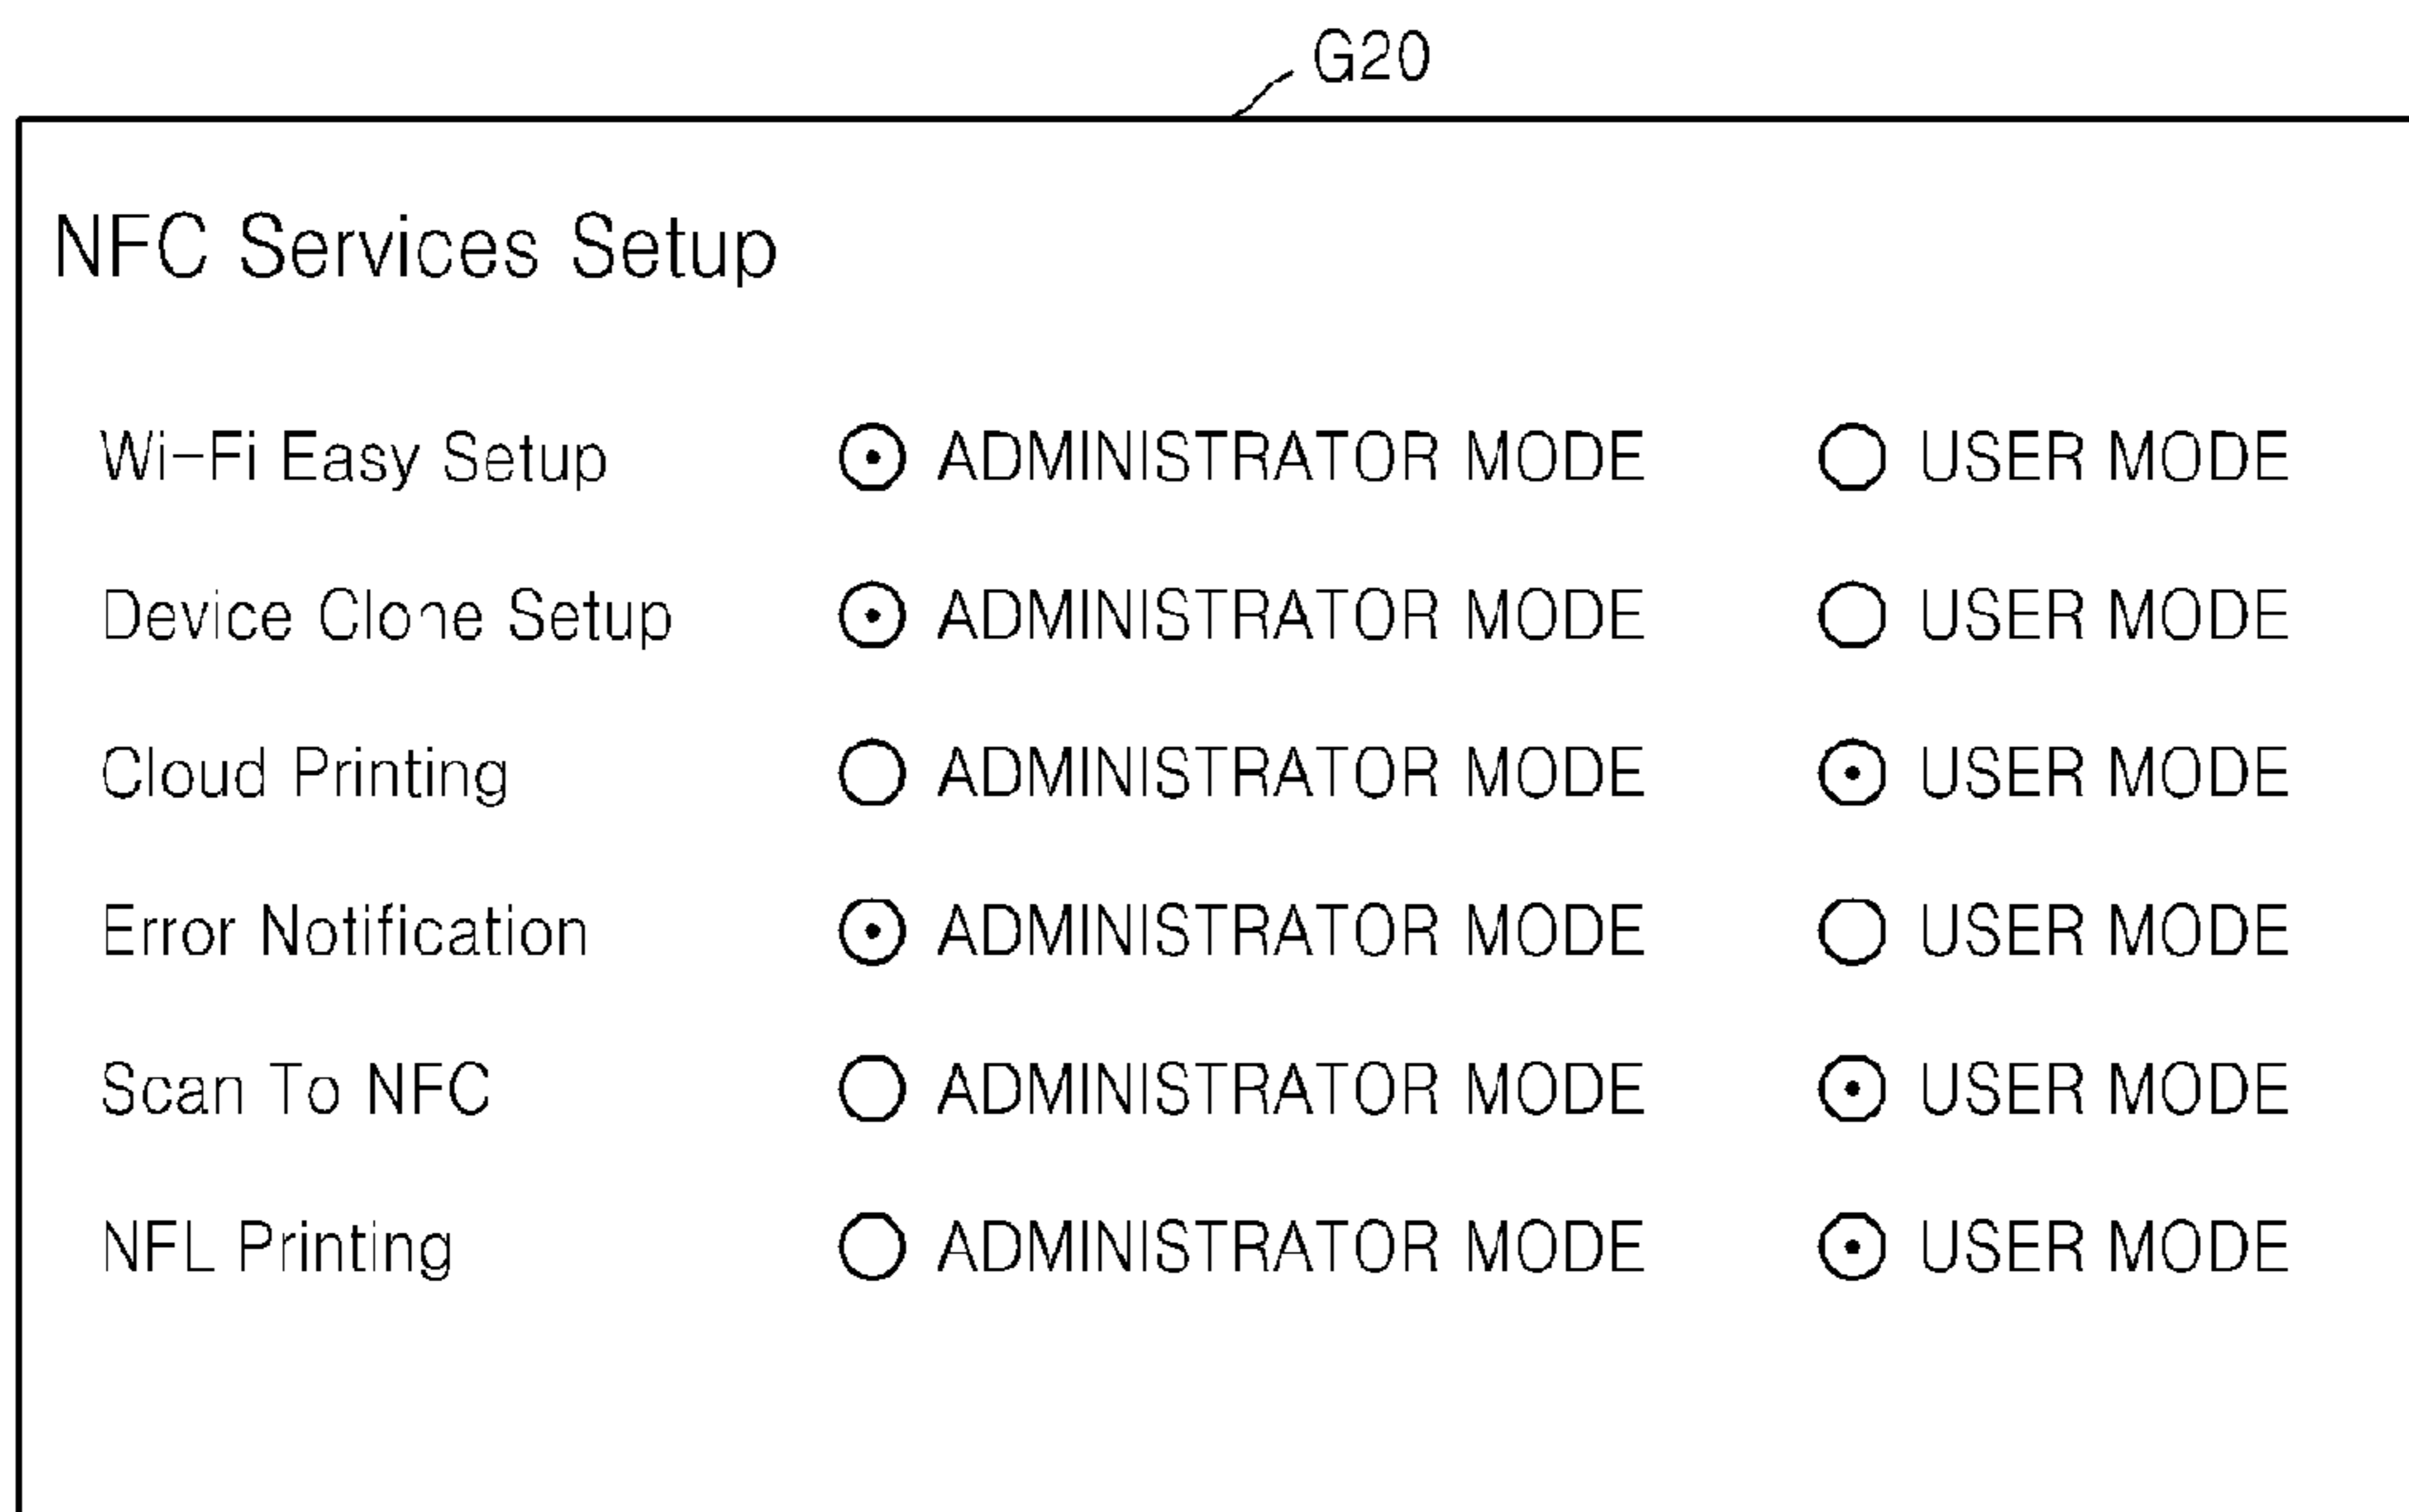 G20
NFC Services Setup
Wi-Fi Easy Setup ADMINISTRATOR MODE USER MODE
Device Clone Setup ADMINISTRATOR MODE USER MODE
Cloud Printing ADMINISTRATOR MODE USER MODE
Error Notification ADMINISTRATOR MODE USER MODE
Scan To NFC ADMINISTRATOR MODE USER MODE
NFL Printing ADMINISTRATOR MODE USER MODE